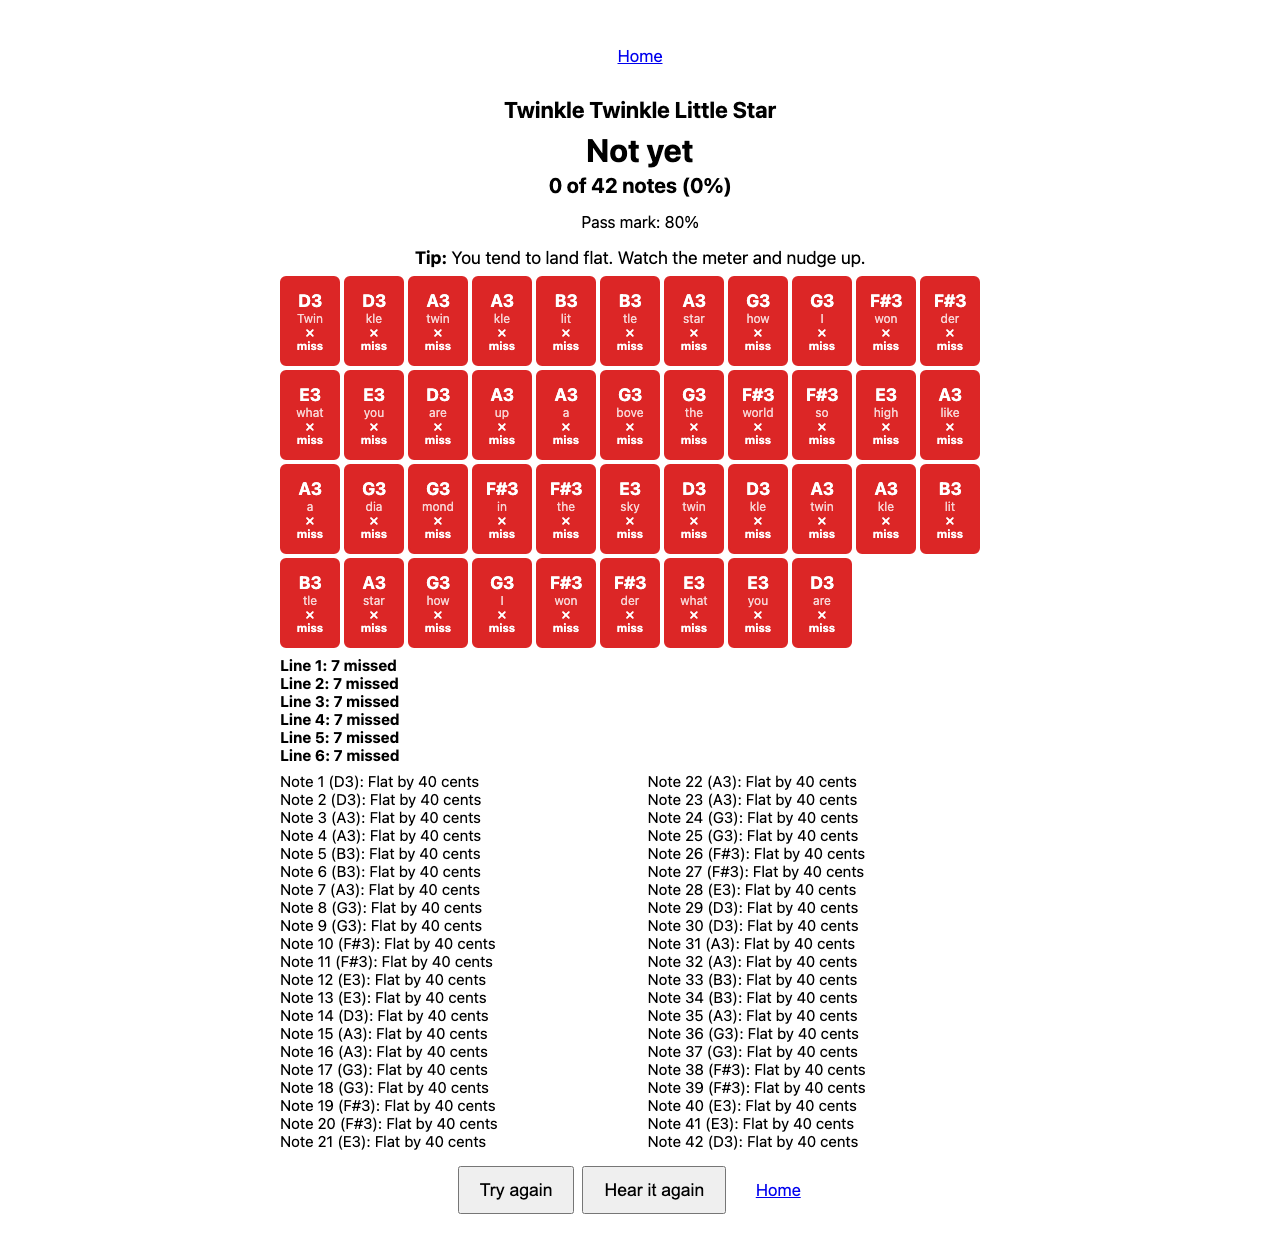 Home
Twinkle Twinkle Little Star
Not yet
0 of 42 notes (0%)
Pass mark: 80%
Tip: You tend to land flat. Watch the meter and nudge up.
D3 D3 A3 A3 B3 B3 A3 G3 G3 F#3 F#3
Twin kle twin kle lit tle star how I won der
× × × × × × × × × × ×
miss miss miss miss miss miss miss miss miss miss miss
E3 E3 D3 A3 A3 G3 G3 F#3 F#3 E3 A3
what you are up a bove the world so high like
× × × × × × × × × × ×
miss miss miss miss miss miss miss miss miss miss miss
A3 G3 G3 F#3 F#3 E3 D3 D3 A3 A3 B3
a dia mond in the sky twin kle twin kle lit
× × × × × × × × × × ×
miss miss miss miss miss miss miss miss miss miss miss
B3 A3 G3 G3 F#3 F#3 E3 E3 D3
tle star how I won der what you are
× × × × × × × × ×
miss miss miss miss miss miss miss miss miss
Line 1: 7 missed
Line 2: 7 missed
Line 3: 7 missed
Line 4: 7 missed
Line 5: 7 missed
Line 6: 7 missed
Note 1 (D3): Flat by 40 cents
Note 2 (D3): Flat by 40 cents
Note 3 (A3): Flat by 40 cents
Note 4 (A3): Flat by 40 cents
Note 5 (B3): Flat by 40 cents
Note 6 (B3): Flat by 40 cents
Note 7 (A3): Flat by 40 cents
Note 8 (G3): Flat by 40 cents
Note 9 (G3): Flat by 40 cents
Note 10 (F#3): Flat by 40 cents
Note 11 (F#3): Flat by 40 cents
Note 12 (E3): Flat by 40 cents
Note 13 (E3): Flat by 40 cents
Note 14 (D3): Flat by 40 cents
Note 15 (A3): Flat by 40 cents
Note 16 (A3): Flat by 40 cents
Note 17 (G3): Flat by 40 cents
Note 18 (G3): Flat by 40 cents
Note 19 (F#3): Flat by 40 cents
Note 20 (F#3): Flat by 40 cents
Note 21 (E3): Flat by 40 cents
Note 22 (A3): Flat by 40 cents
Note 23 (A3): Flat by 40 cents
Note 24 (G3): Flat by 40 cents
Note 25 (G3): Flat by 40 cents
Note 26 (F#3): Flat by 40 cents
Note 27 (F#3): Flat by 40 cents
Note 28 (E3): Flat by 40 cents
Note 29 (D3): Flat by 40 cents
Note 30 (D3): Flat by 40 cents
Note 31 (A3): Flat by 40 cents
Note 32 (A3): Flat by 40 cents
Note 33 (B3): Flat by 40 cents
Note 34 (B3): Flat by 40 cents
Note 35 (A3): Flat by 40 cents
Note 36 (G3): Flat by 40 cents
Note 37 (G3): Flat by 40 cents
Note 38 (F#3): Flat by 40 cents
Note 39 (F#3): Flat by 40 cents
Note 40 (E3): Flat by 40 cents
Note 41 (E3): Flat by 40 cents
Note 42 (D3): Flat by 40 cents
Try again Hear it again Home